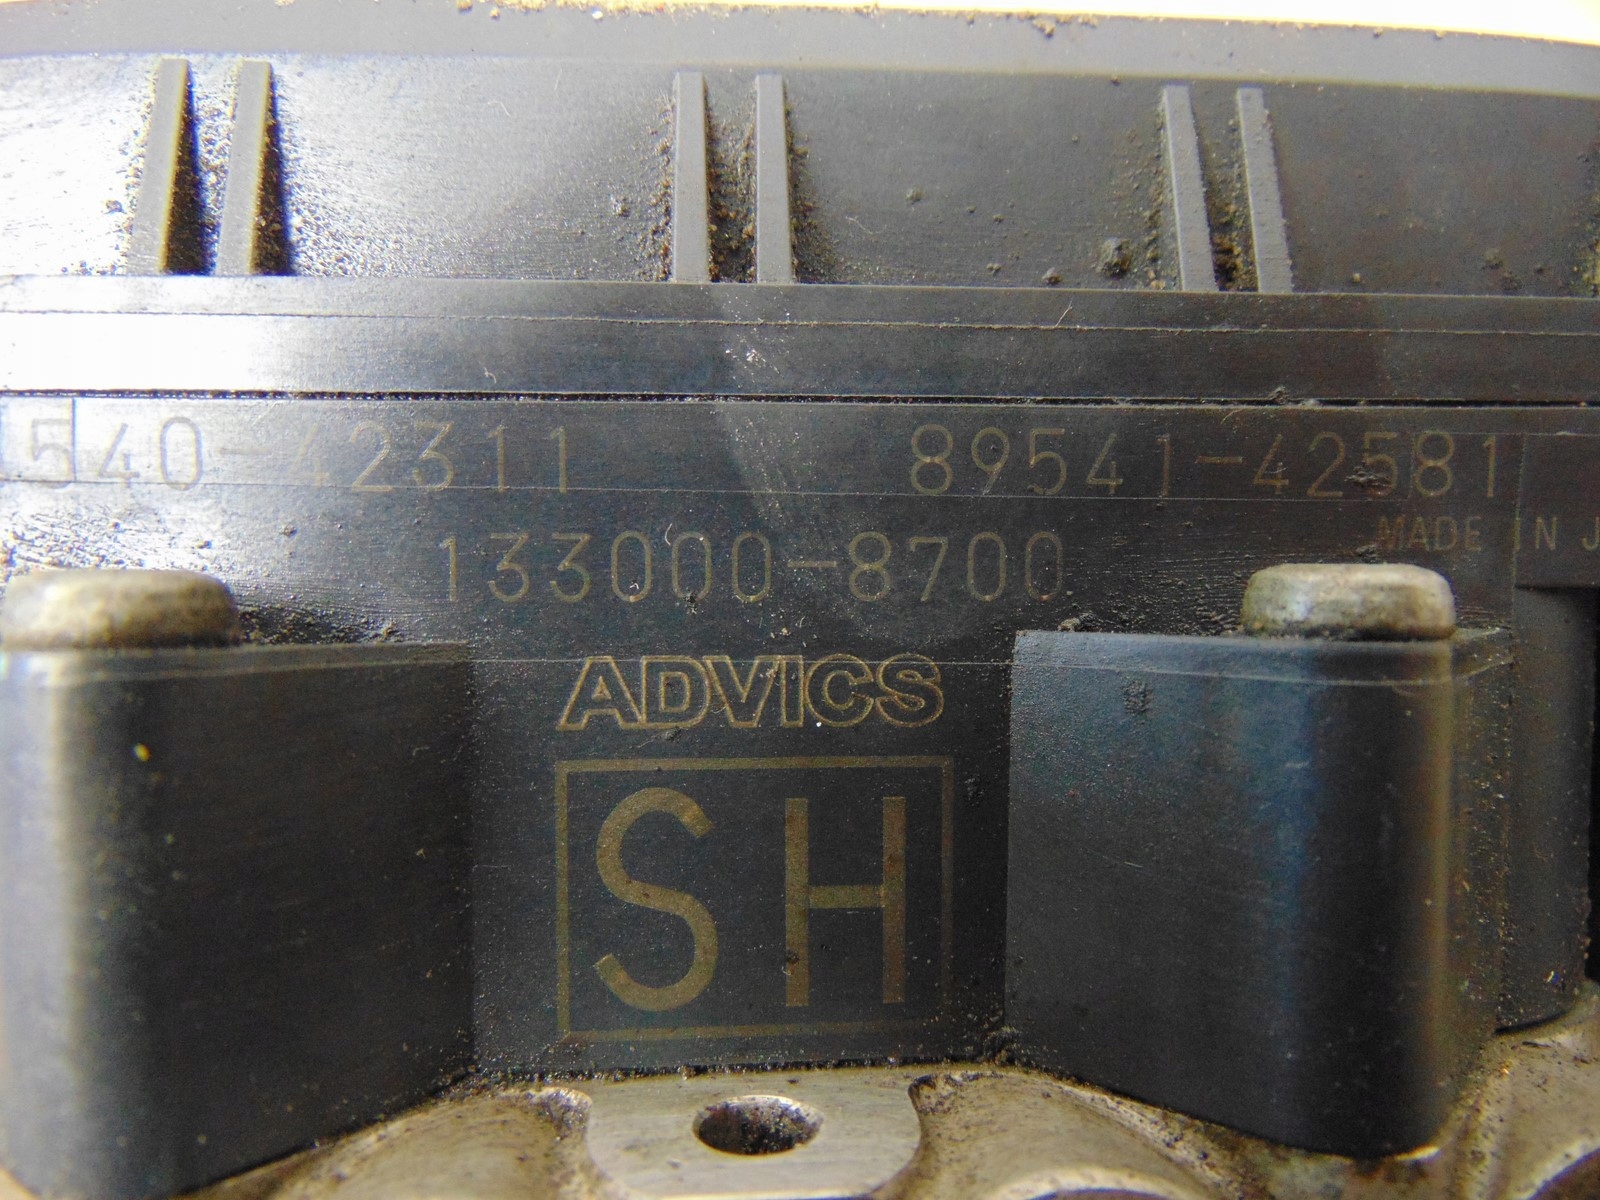 540-42311 89541-42581
133000-8700
MADE IN J
ADVICS
SH